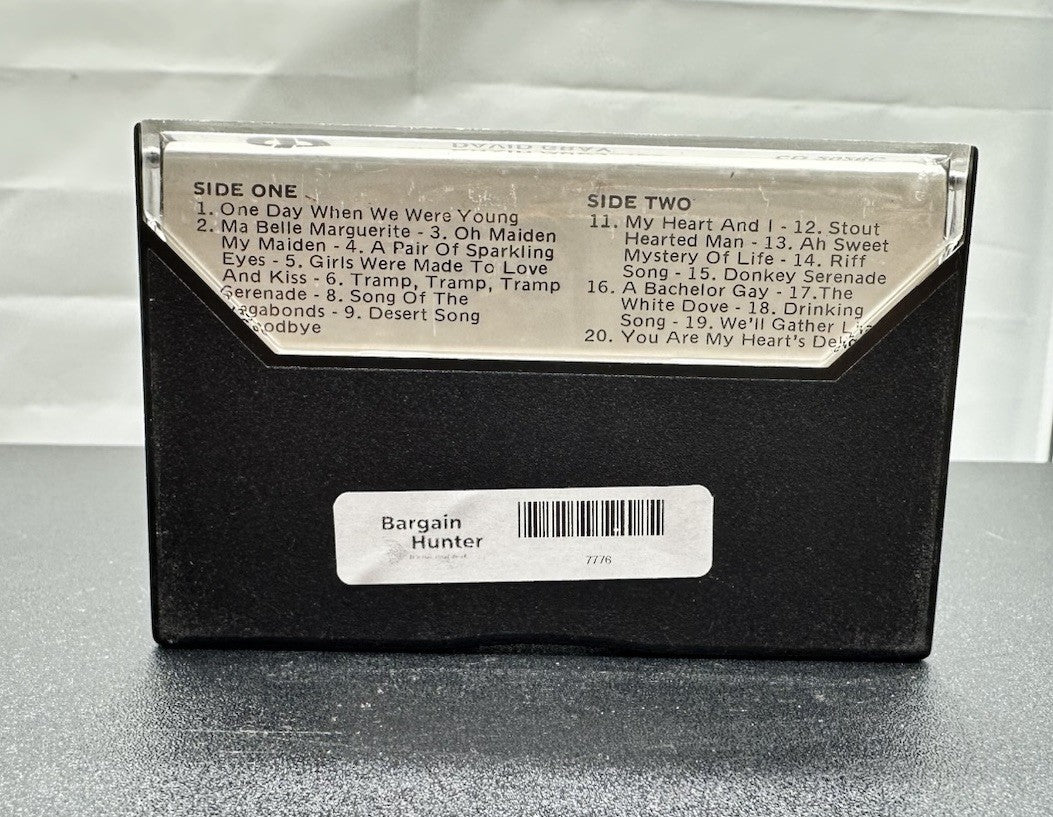 DAVID GRAY
SIDE ONE
1. One Day When We Were Young
2. Ma Belle Marguerite - 3. Oh Maiden
My Maiden - 4. A Pair Of Sparkling
Eyes - 5. Girls Were Made To Love
And Kiss - 6. Tramp, Tramp, Tramp
Serenade - 8. Song Of The
9. Desert Song
SIDE TWO
11. My Heart And I - 12. Stout
Hearted Man - 13. Ah Sweet
Mystery Of Life - 14. Riff
Song - 15. Donkey Serenade
16. A Bachelor Gay - 17.The
White Dove - 18. Drinking
Song - 19. We'll Gather
20. You Are My Heart's
Bargain
Hunter
7776